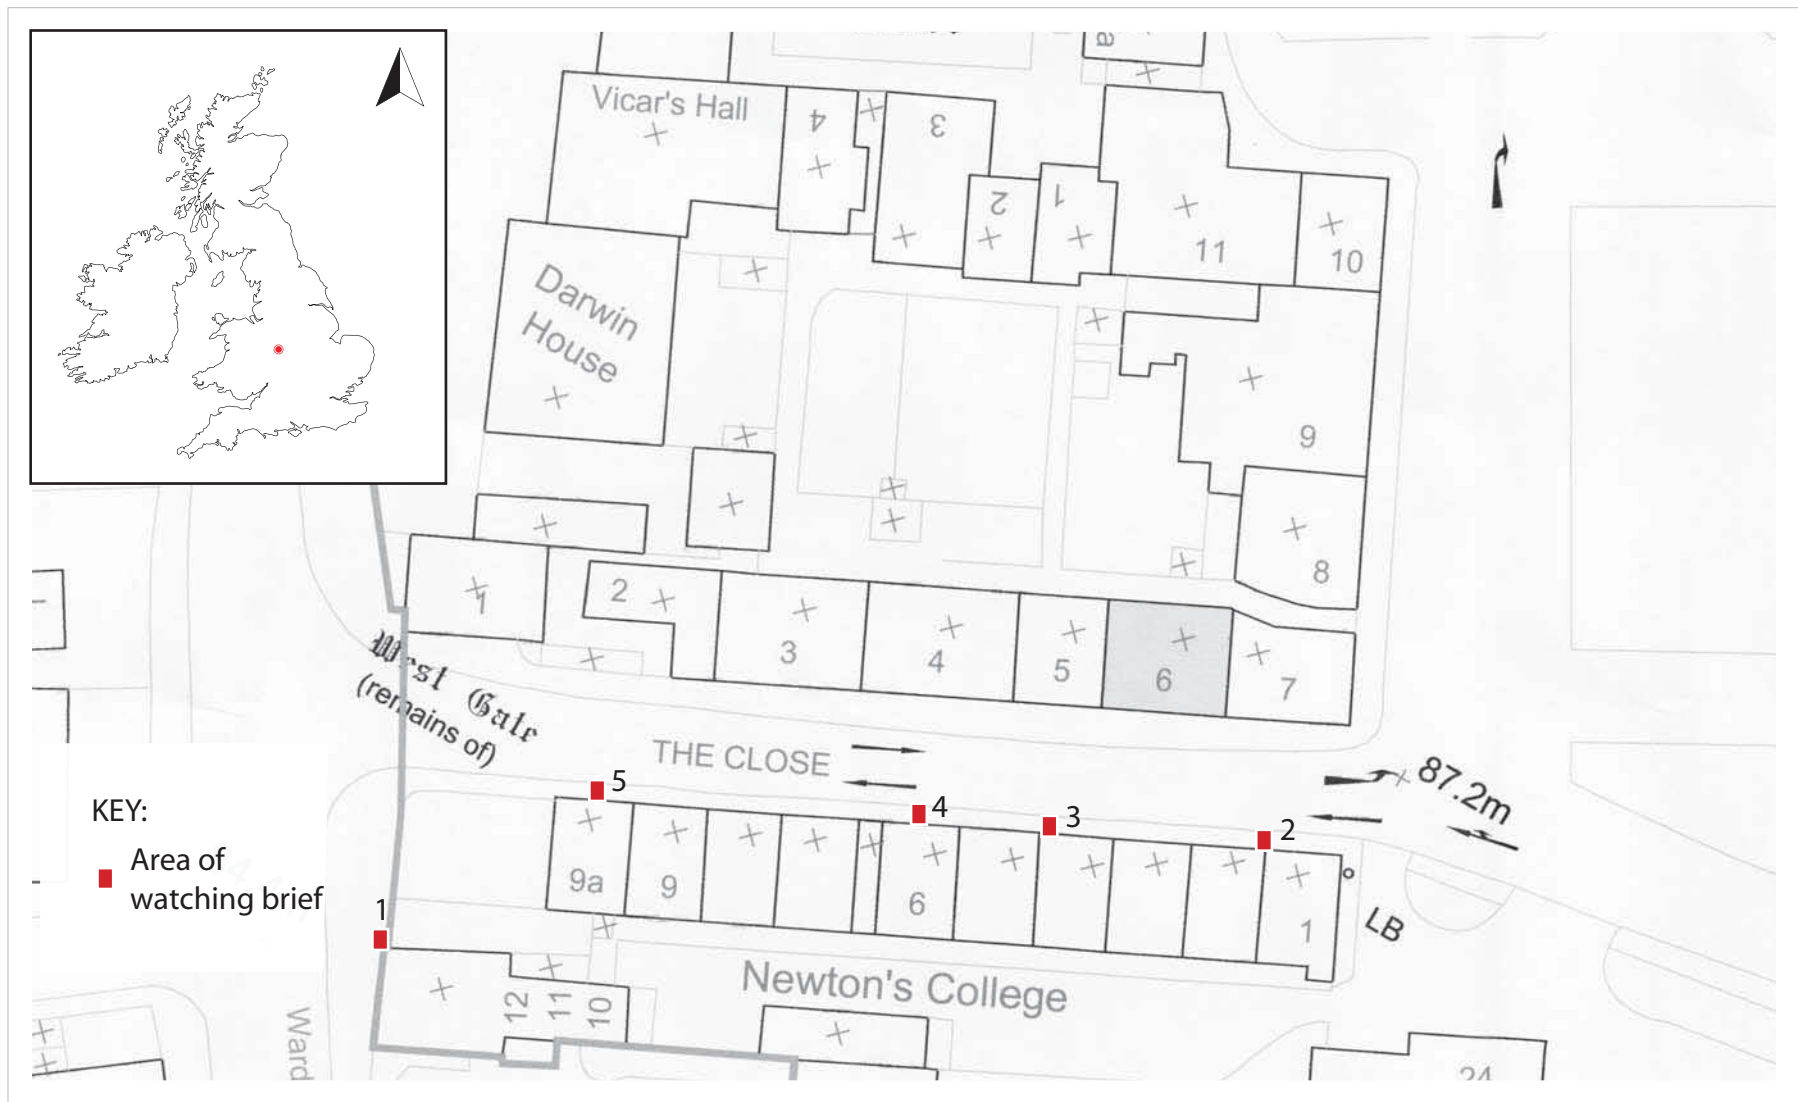 a
Vicar's Hall
4
3
2
1
11
10
Darwin
House
9
8
1
2
3
4
5
6
7
West Gate
(remains of)
THE CLOSE
87.2m
5
4
3
2
KEY:
Area of
watching brief
1
9a
9
6
1
LB
Newton's College
12
11
10
Ward
24